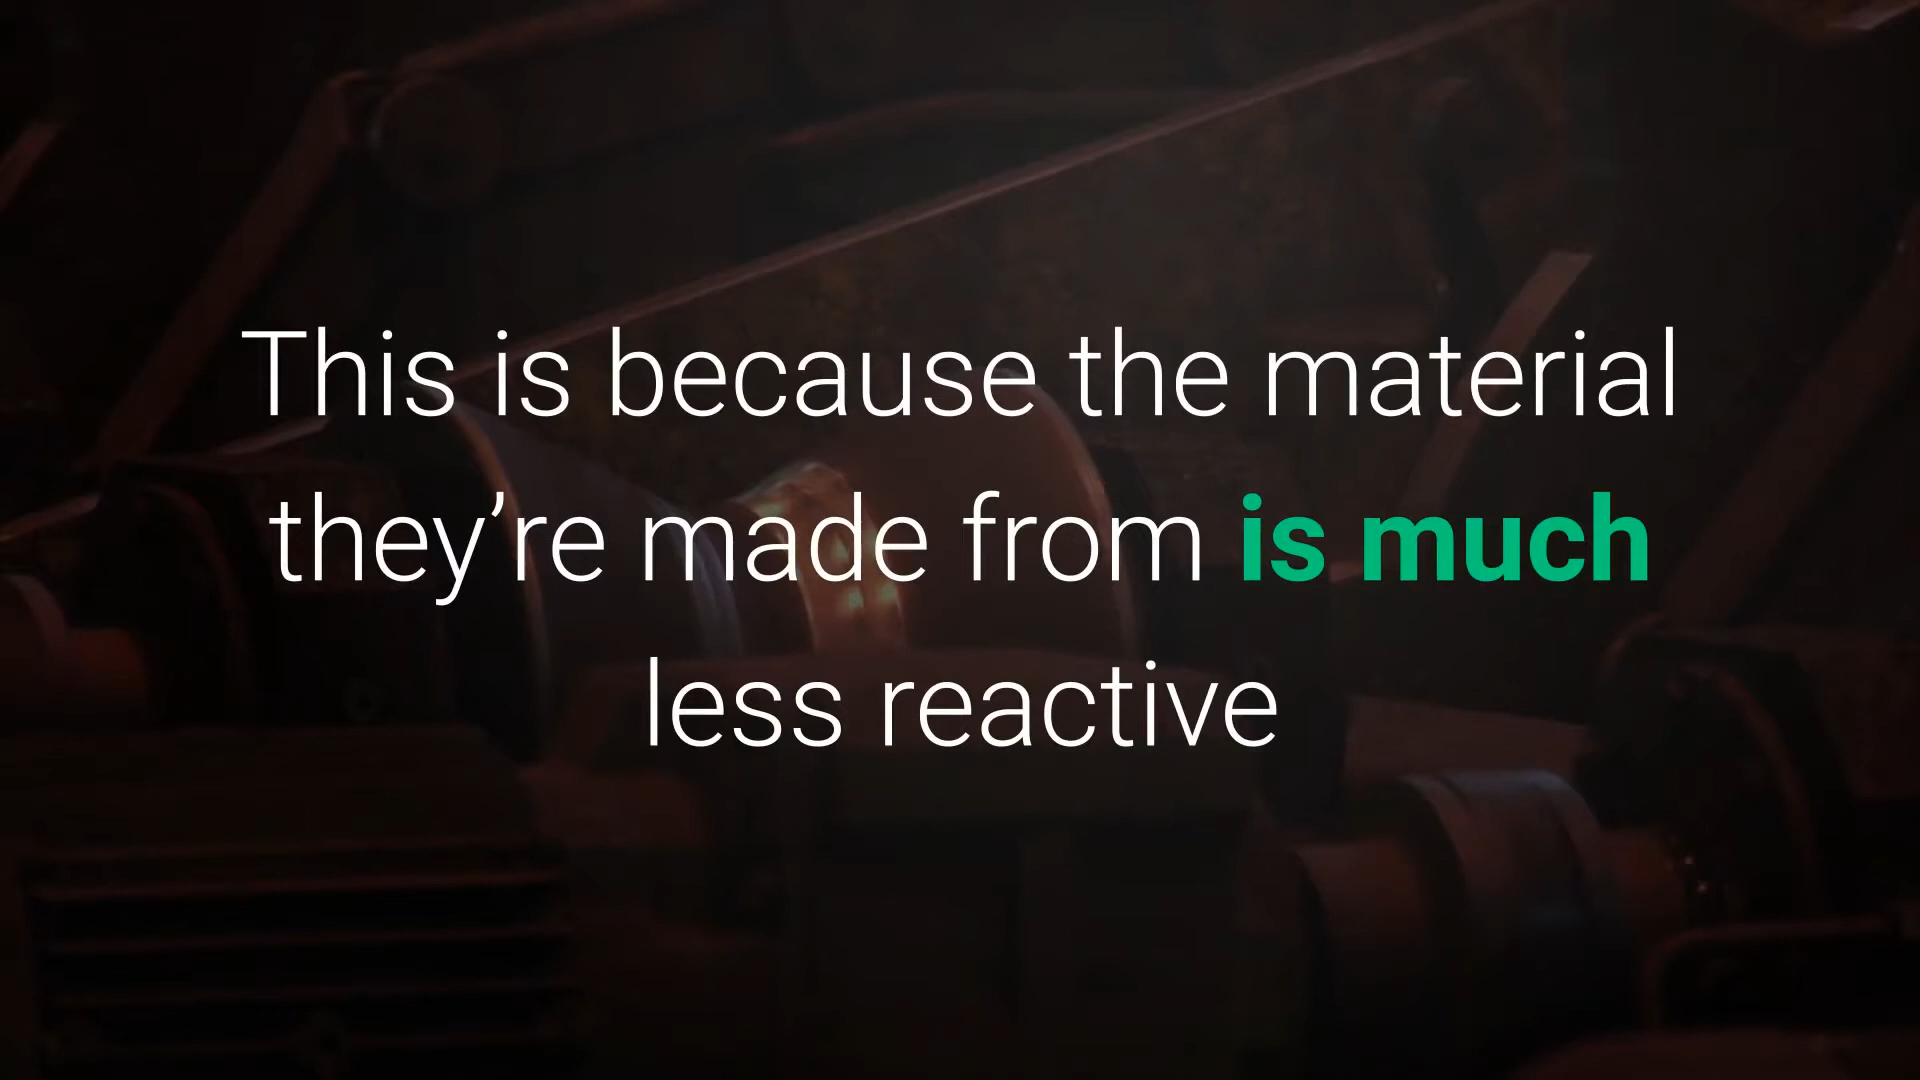 This is because the material
they’re made from is much
less reactive